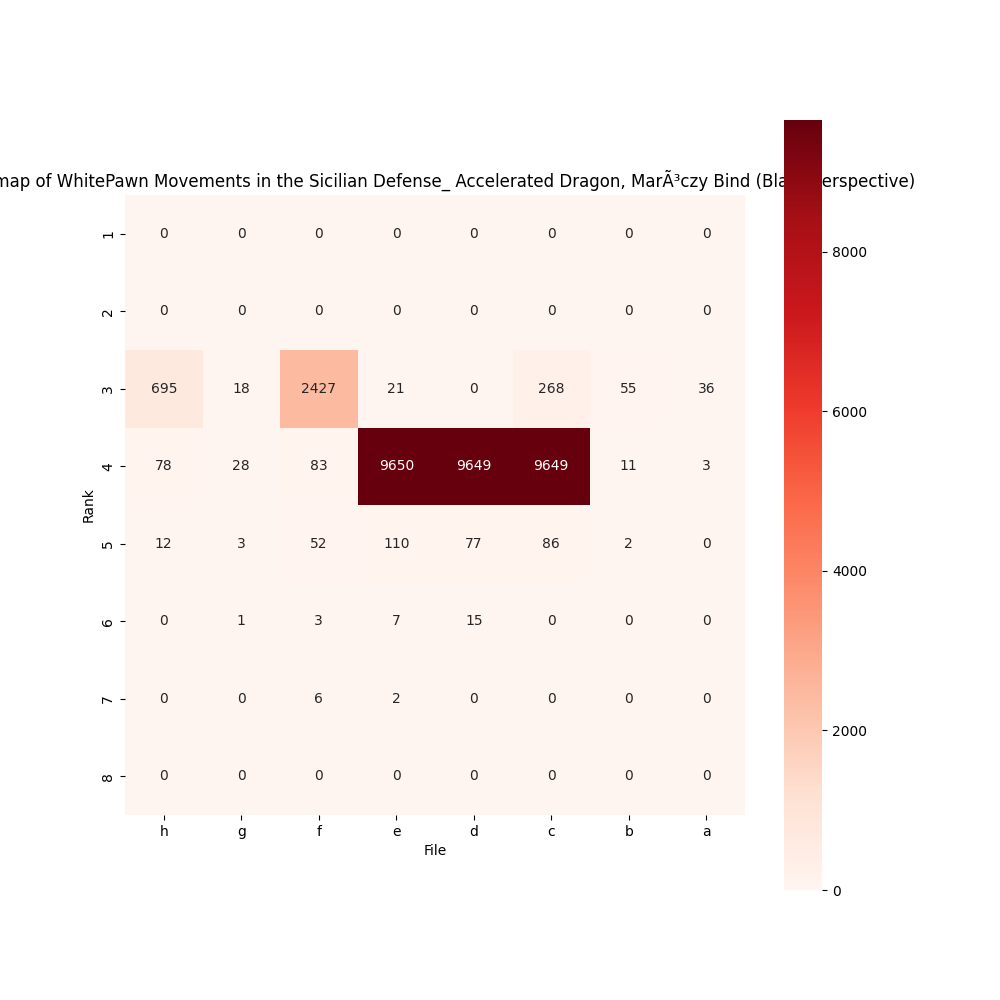 map of WhitePawn Movements in the Sicilian Defense_ Accelerated Dragon, MarÃ³czy Bind (Bla erspective)
1 0 0 0 0 0 0 0 0
2 0 0 0 0 0 0 0 0
3 695 18 2427 21 0 268 55 36
4 78 28 83 9650 9649 9649 11 3
5 12 3 52 110 77 86 2 0
6 0 1 3 7 15 0 0 0
7 0 0 6 2 0 0 0 0
8 0 0 0 0 0 0 0 0
h g f e d c b a
File
Rank
8000
6000
4000
2000
0